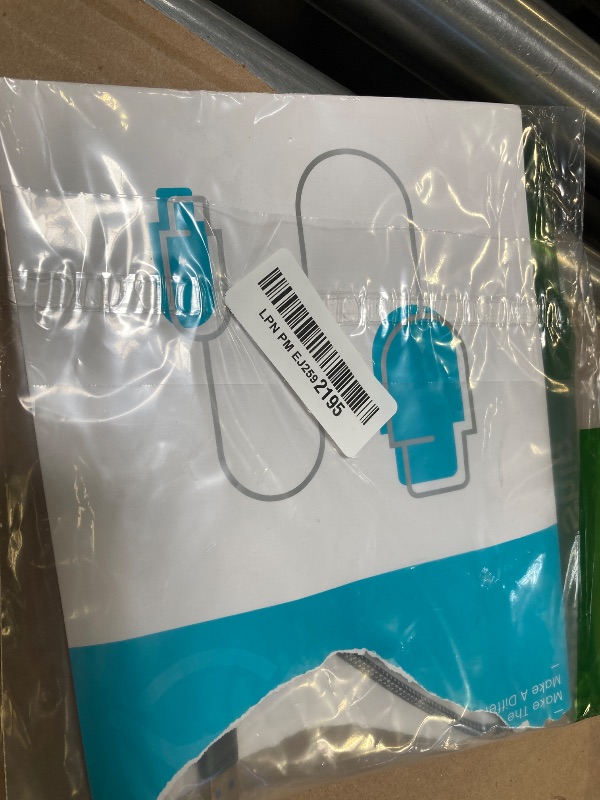 LPN PM EJ259 2195
Make The
Make A Differ